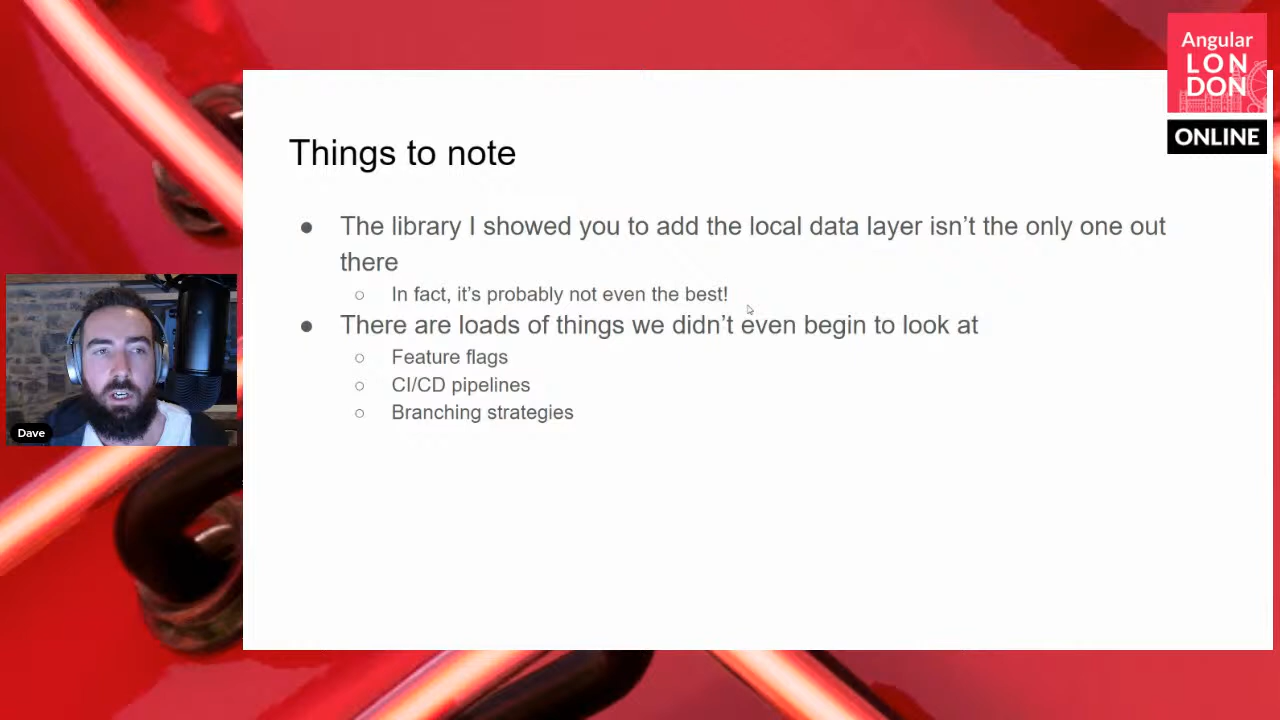 Angular
LON
DON
ONLINE
Things to note
● The library I showed you to add the local data layer isn’t the only one out
there
○ In fact, it’s probably not even the best!
● There are loads of things we didn’t even begin to look at
○ Feature flags
○ CI/CD pipelines
○ Branching strategies
Dave